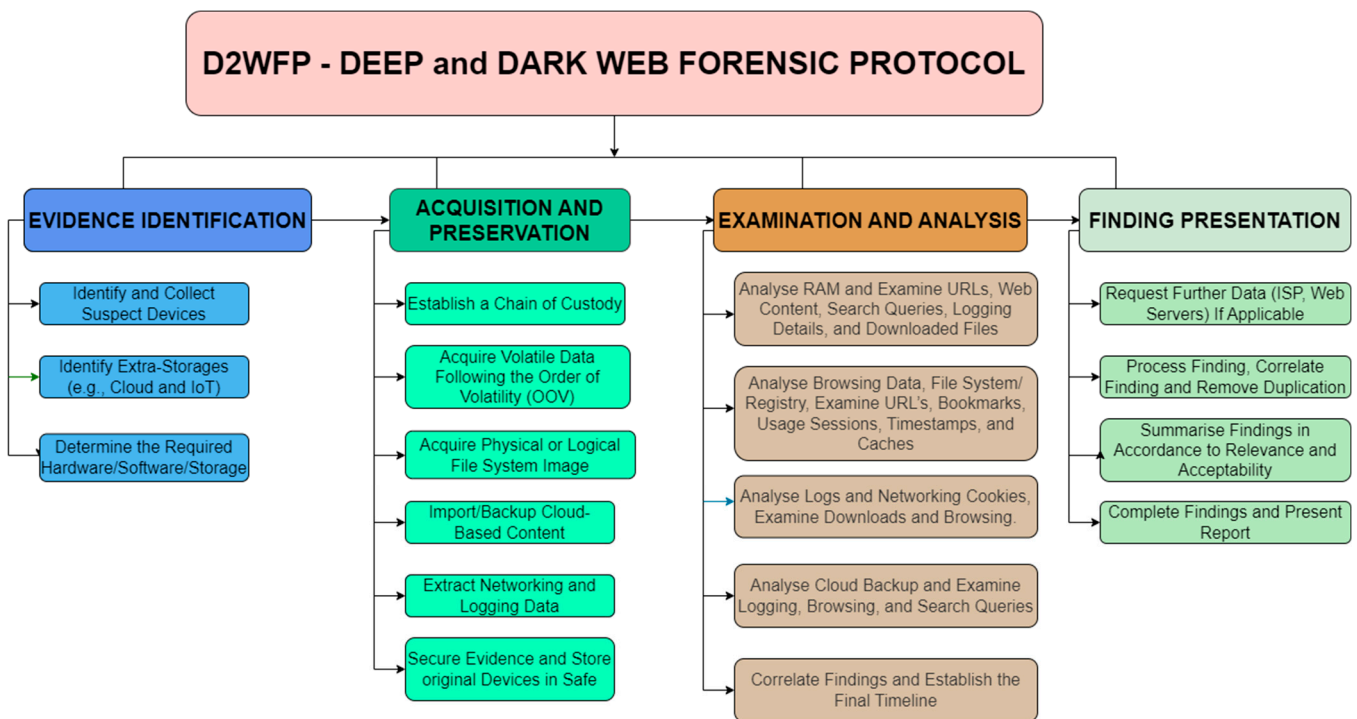 D2WFP - DEEP and DARK WEB FORENSIC PROTOCOL
EVIDENCE IDENTIFICATION
Identify and Collect
Suspect Devices
Identify Extra-Storages
(e.g., Cloud and IoT)
Determine the Required
Hardware/Software/Storage
ACQUISITION AND
PRESERVATION
Establish a Chain of Custody
Acquire Volatile Data
Following the Order of
Volatility (OOV)
Acquire Physical or Logical
File System Image
Import/Backup Cloud-
Based Content
Extract Networking and
Logging Data
Secure Evidence and Store
original Devices in Safe
EXAMINATION AND ANALYSIS
Analyse RAM and Examine URLs, Web
Content, Search Queries, Logging
Details, and Downloaded Files
Analyse Browsing Data, File System/
Registry, Examine URL's, Bookmarks,
Usage Sessions, Timestamps, and
Caches
Analyse Logs and Networking Cookies,
Examine Downloads and Browsing.
Analyse Cloud Backup and Examine
Logging, Browsing, and Search Queries
Correlate Findings and Establish the
Final Timeline
FINDING PRESENTATION
Request Further Data (ISP, Web
Servers) If Applicable
Process Finding, Correlate
Finding and Remove Duplication
Summarise Findings in
Accordance to Relevance and
Acceptability
Complete Findings and Present
Report